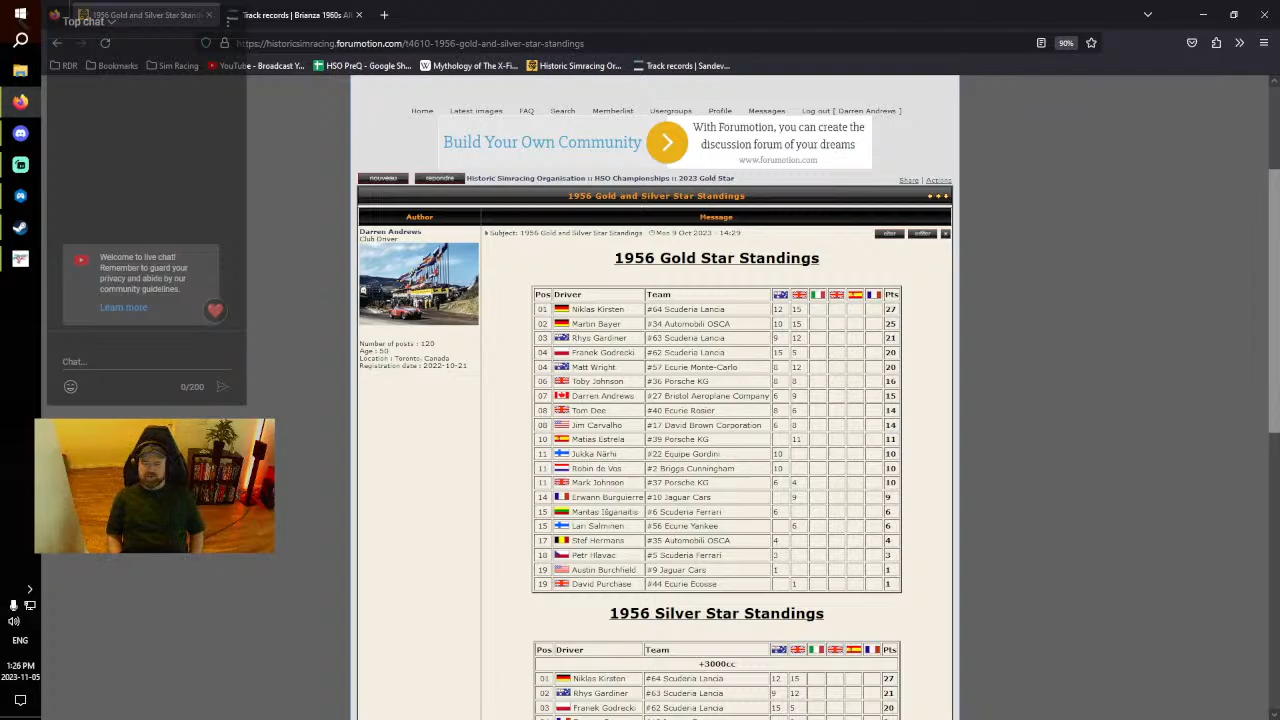 1956 Gold and Silver Star Stand
Track records | Brianza 1960s Al
Top chat
https://historicsimracing.forumotion.com/t4610-1956-gold-and-silver-star-standings
90%
RDR Bookmarks Sim Racing YouTube - Broadcast Y... HSO PreQ - Google Sh... Mythology of The X-Fi... Historic Simracing Or... Track records | Sandev...
Home Latest images FAQ Search Memberlist Usergroups Profile Messages Log out [ Darren Andrews ]
Build Your Own Community
With Forumotion, you can create the
discussion forum of your dreams
www.forumotion.com
nouveau repondre Historic Simracing Organisation :: HSO Championships :: 2023 Gold Star
Share | Actions
1956 Gold and Silver Star Standings
Author Message
Darren Andrews
Club Driver
Number of posts : 120
Age : 50
Location : Toronto, Canada
Registration date : 2022-10-21
Subject: 1956 Gold and Silver Star Standings Mon 9 Oct 2023 - 14:29
citer editer x
1956 Gold Star Standings
Pos Driver Team Pts
01 Niklas Kirsten #64 Scuderia Lancia 12 15 27
02 Martin Bayer #34 Automobili OSCA 10 15 25
03 Rhys Gardiner #63 Scuderia Lancia 9 12 21
04 Franek Godrecki #62 Scuderia Lancia 15 5 20
04 Matt Wright #57 Ecurie Monte-Carlo 8 12 20
06 Toby Johnson #36 Porsche KG 8 8 16
07 Darren Andrews #27 Bristol Aeroplane Company 6 9 15
08 Tom Dee #40 Ecurie Rosier 8 6 14
08 Jim Carvalho #17 David Brown Corporation 6 8 14
10 Matias Estrela #39 Porsche KG 11 11
11 Jukka Närhi #22 Equipe Gordini 10 10
11 Robin de Vos #2 Briggs Cunningham 10 10
11 Mark Johnson #37 Porsche KG 6 4 10
14 Erwann Burguierre #10 Jaguar Cars 9 9
15 Mantas Išganaitis #6 Scuderia Ferrari 6 6
15 Lari Salminen #56 Ecurie Yankee 6 6
17 Stef Hermans #35 Automobili OSCA 4 4
18 Petr Hlavac #5 Scuderia Ferrari 3 3
19 Austin Burchfield #9 Jaguar Cars 1 1
19 David Purchase #44 Ecurie Ecosse 1 1
1956 Silver Star Standings
Pos Driver Team Pts
+3000cc
01 Niklas Kirsten #64 Scuderia Lancia 12 15 27
02 Rhys Gardiner #63 Scuderia Lancia 9 12 21
03 Franek Godrecki #62 Scuderia Lancia 15 5 20
Welcome to live chat!
Remember to guard your
privacy and abide by our
community guidelines.
Learn more
Chat...
0/200
ENG
1:26 PM
2023-11-05